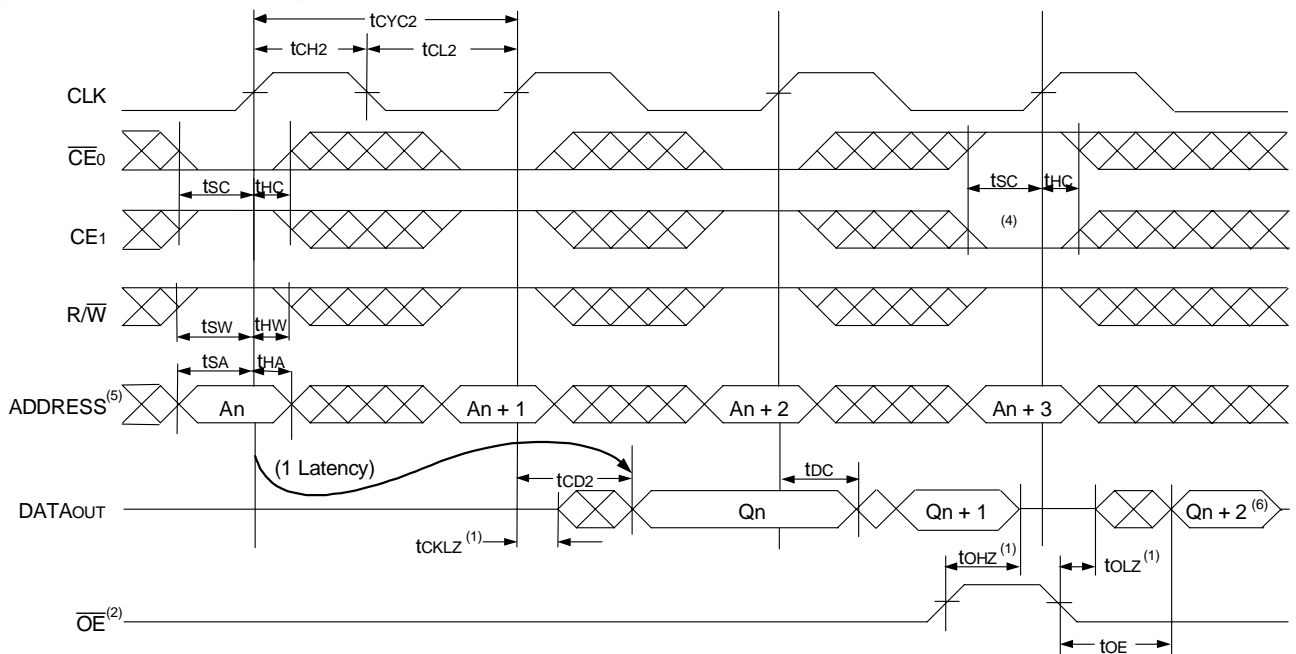 tCYC2
tCH2 tCL2
CLK
CE0
tSC tHC tSC tHC
CE1 (4)
R/W
tSW tHW
tSA tHA
ADDRESS(5) An An + 1 An + 2 An + 3
(1 Latency) tCD2 tDC
DATAOUT Qn Qn + 1 Qn + 2 (6)
tCKLZ (1) tOHZ (1) tOLZ (1)
OE (2)
tOE